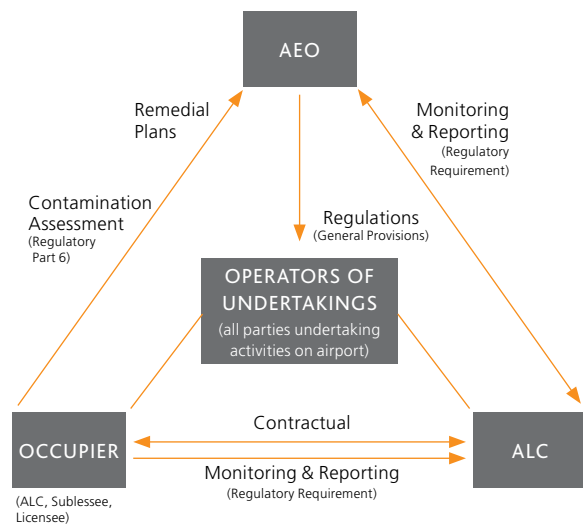 AEO
Remedial
Plans
Monitoring
& Reporting
(Regulatory
Requirement)
Contamination
Assessment
(Regulatory
Part 6)
Regulations
(General Provisions)
OPERATORS OF
UNDERTAKINGS
(all parties undertaking
activities on airport)
OCCUPIER
(ALC, Sublessee,
Licensee)
Contractual
Monitoring & Reporting
(Regulatory Requirement)
ALC